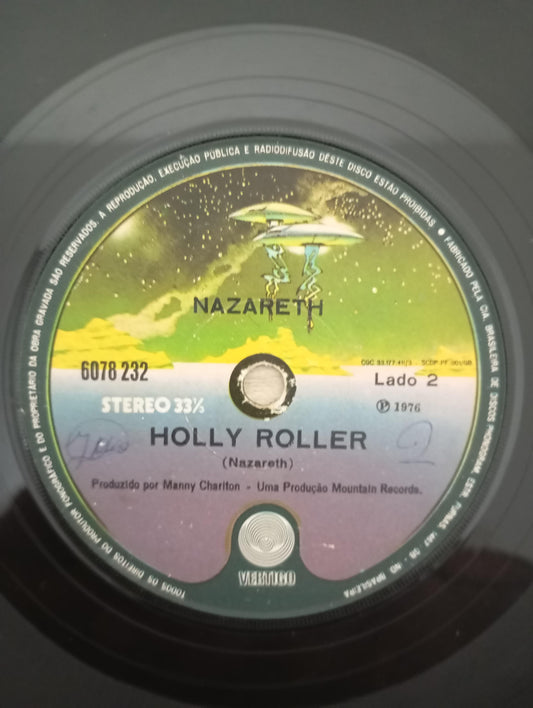 TODOS OS DIREITOS DO PRODUTOR FONOGRÁFICO E DO PROPRIETÁRIO DA OBRA GRAVADA SÃO RESERVADOS. A REPRODUÇÃO, EXECUÇÃO PÚBLICA E RADIODIFUSÃO DÊSTE DISCO ESTÃO PROIBIDAS ● FABRICADO PELA CIA BRASILEIRA DE DISCOS PHONOGRAM,
BRASILEIRA
NAZARETH
6078 232
Lado 2
STEREO 33⅓
Ⓟ 1976
HOLLY ROLLER
(Nazareth)
Produzido por Manny Charlton - Uma Produção Mountain Records.
VERTIGO